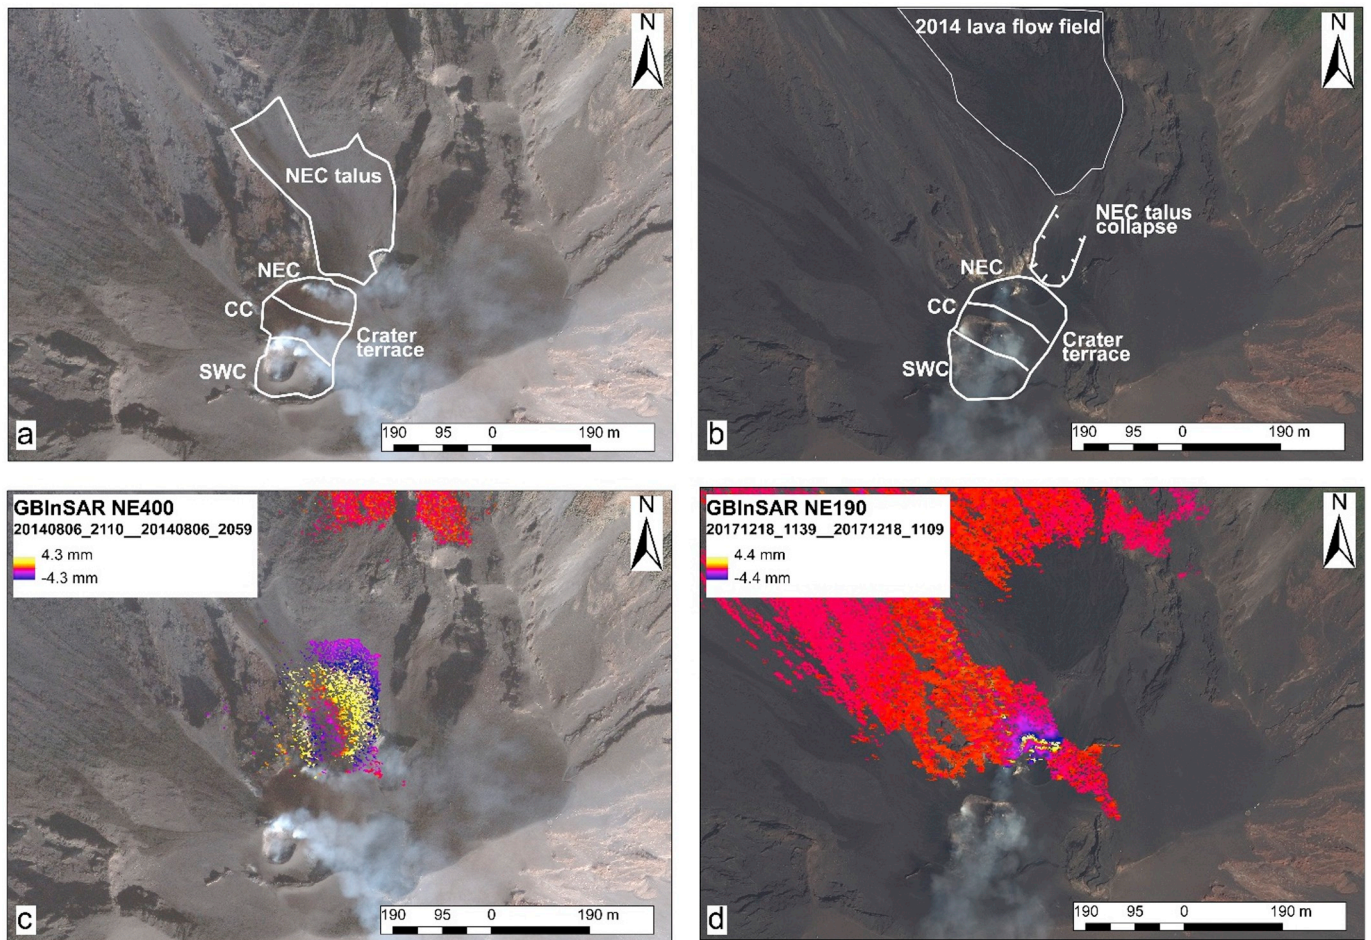 N
NEC talus
NEC
CC
SWC
Crater
terrace
190 95 0 190 m
a
2014 lava flow field
N
NEC talus
collapse
NEC
CC
SWC
Crater
terrace
190 95 0 190 m
b
GBInSAR NE400
20140806_2110__20140806_2059
4.3 mm
-4.3 mm
N
190 95 0 190 m
c
GBInSAR NE190
20171218_1139__20171218_1109
4.4 mm
-4.4 mm
N
190 95 0 190 m
d